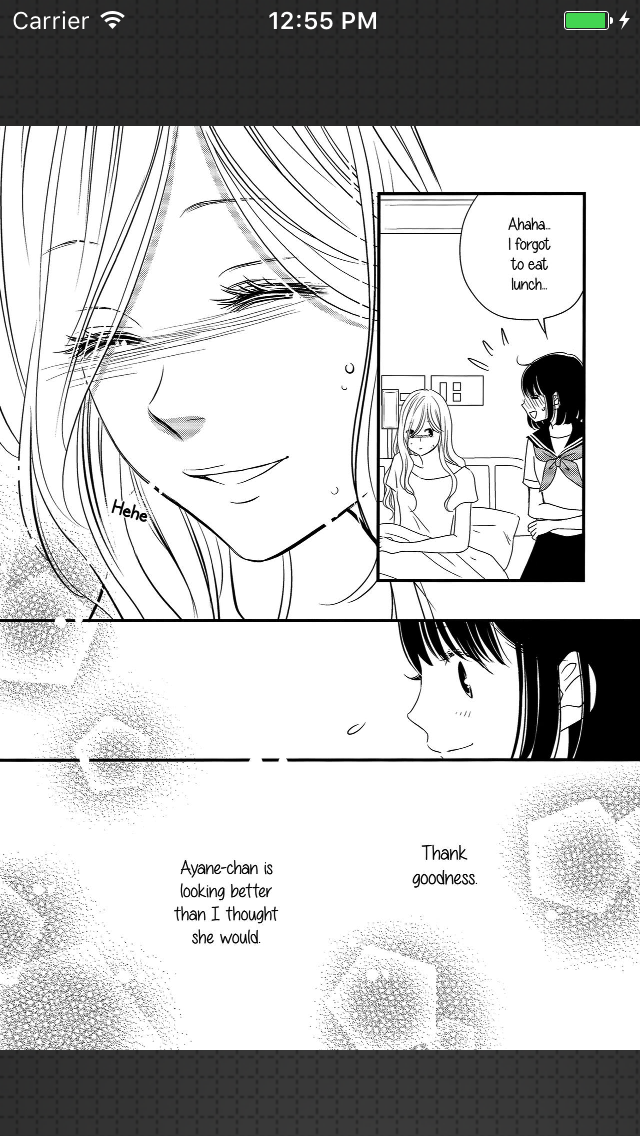 Carrier 12:55 PM
Ahaha...
I forgot
to eat
lunch...
Hehe
Thank
goodness.
Ayane-chan is
looking better
than I thought
she would.